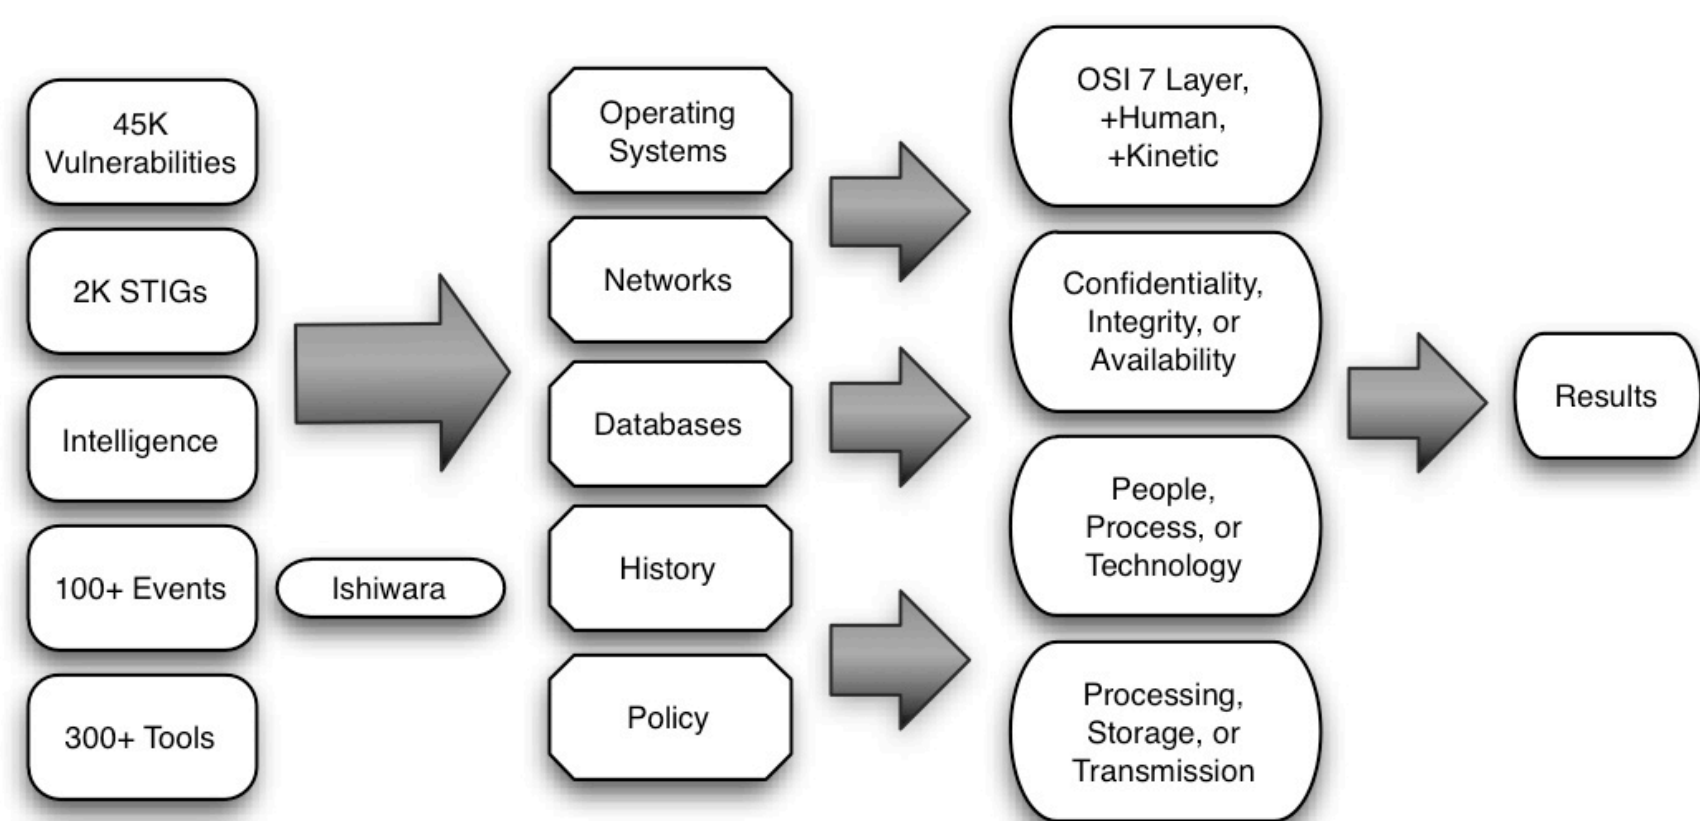 45K
Vulnerabilities
2K STIGs
Intelligence
100+ Events
300+ Tools
Ishiwara
Operating
Systems
Networks
Databases
History
Policy
OSI 7 Layer,
+Human,
+Kinetic
Confidentiality,
Integrity, or
Availability
People,
Process, or
Technology
Processing,
Storage, or
Transmission
Results